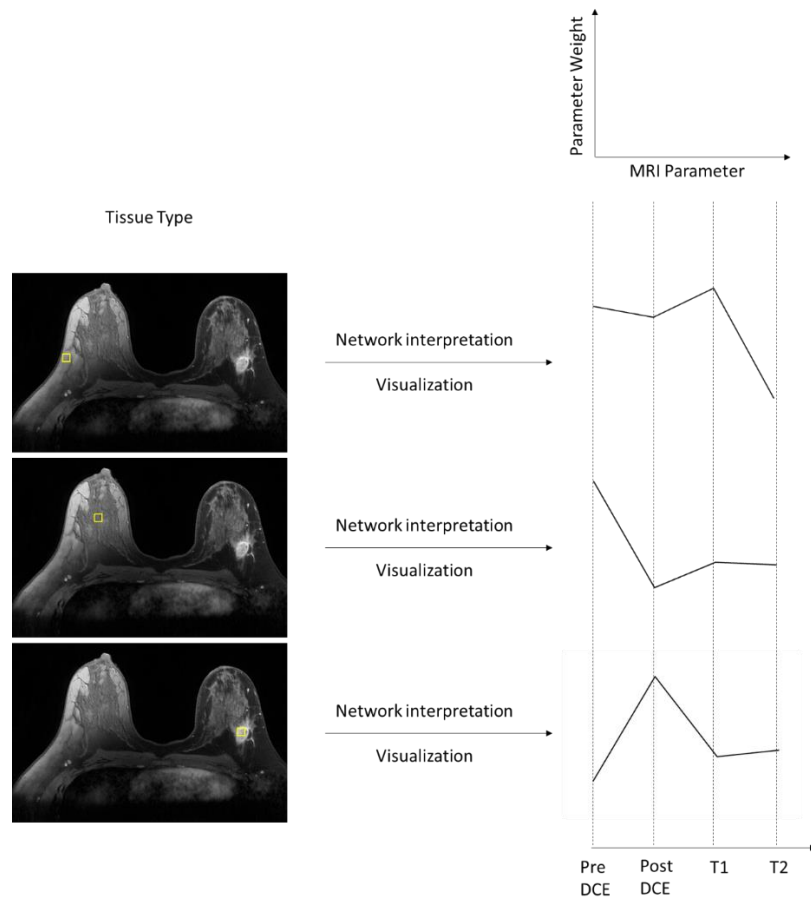 Parameter Weight
MRI Parameter
Tissue Type
Network interpretation
Visualization
Network interpretation
Visualization
Network interpretation
Visualization
Pre
DCE
Post
DCE
T1
T2